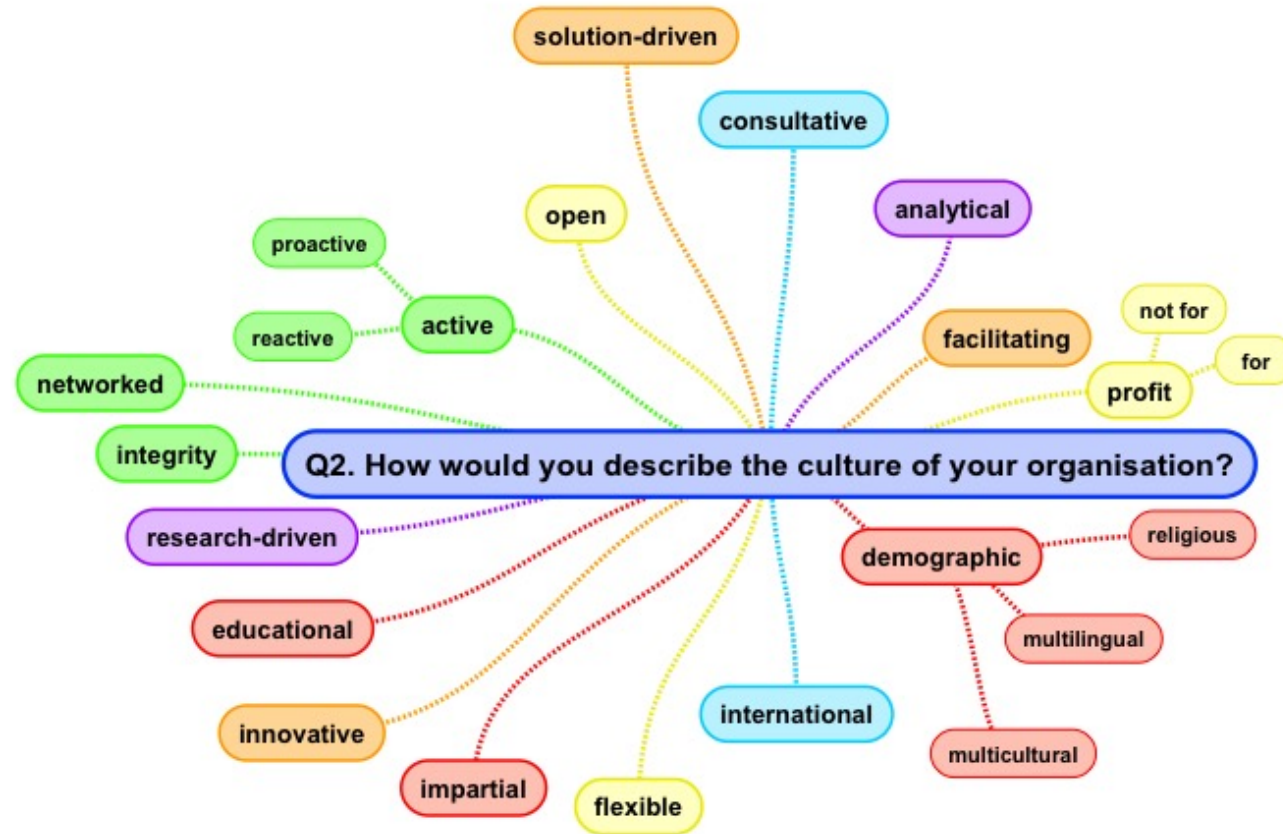 solution-driven
consultative
analytical
open
proactive
active
reactive
facilitating
not for
for
profit
networked
integrity
Q2. How would you describe the culture of your organisation?
research-driven
demographic
religious
educational
multilingual
international
innovative
multicultural
impartial
flexible